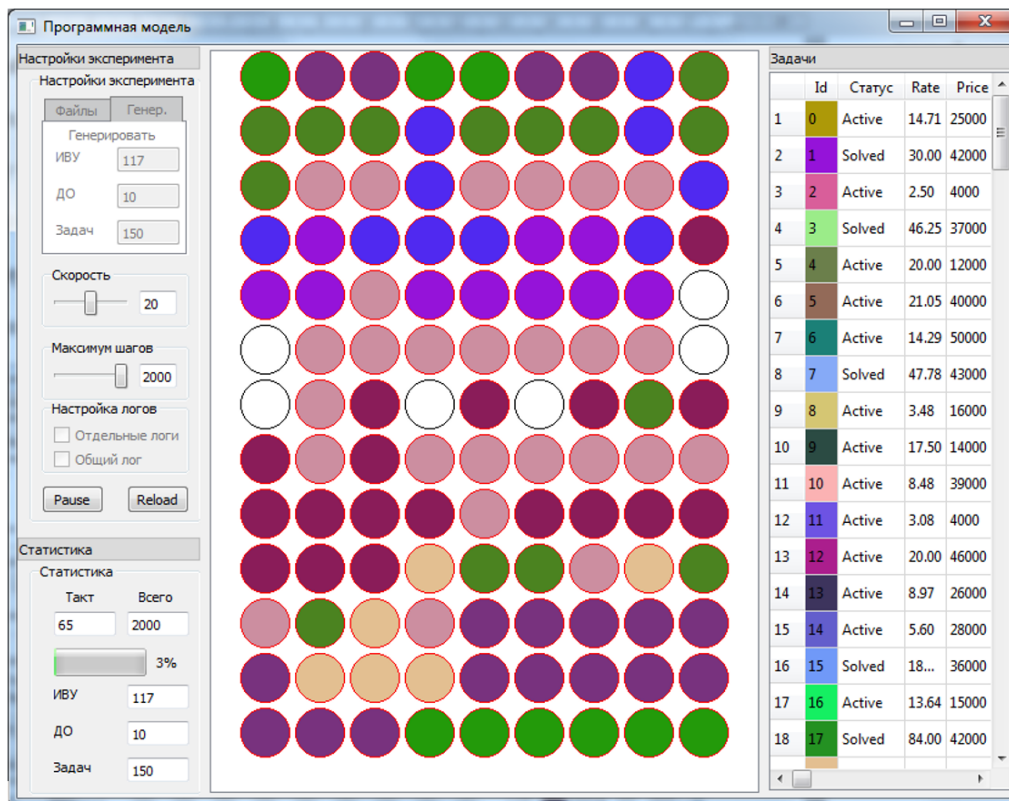 Программная модель
Настройки эксперимента
Настройки эксперимента
Файлы Генер.
Генерировать
ИВУ 117
ДО 10
Задач 150
Скорость
20
Максимум шагов
2000
Настройка логов
Отдельные логи
Общий лог
Pause Reload
Статистика
Статистика
Такт Всего
65 2000
3%
ИВУ 117
ДО 10
Задач 150
Задачи
Id Статус Rate Price
1 0 Active 14.71 25000
2 1 Solved 30.00 42000
3 2 Active 2.50 4000
4 3 Solved 46.25 37000
5 4 Active 20.00 12000
6 5 Active 21.05 40000
7 6 Active 14.29 50000
8 7 Solved 47.78 43000
9 8 Active 3.48 16000
10 9 Active 17.50 14000
11 10 Active 8.48 39000
12 11 Active 3.08 4000
13 12 Active 20.00 46000
14 13 Active 8.97 26000
15 14 Active 5.60 28000
16 15 Solved 18... 36000
17 16 Active 13.64 15000
18 17 Solved 84.00 42000